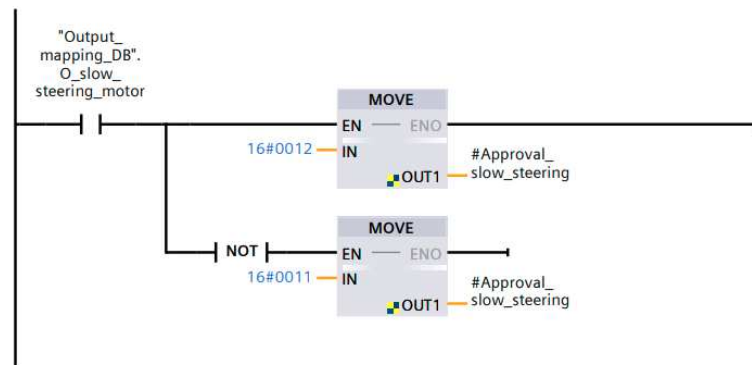 "Output_
mapping_DB".
O_slow_
steering_motor
MOVE
EN ENO
16#0012 IN
#Approval_
OUT1 slow_steering
MOVE
NOT EN ENO
16#0011 IN
#Approval_
OUT1 slow_steering